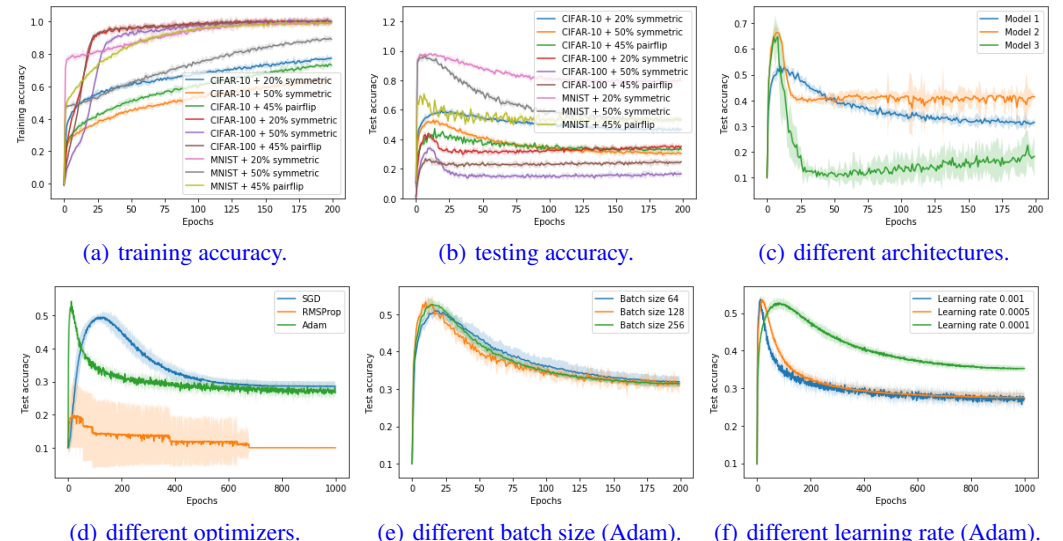 Training accuracy
1.0
0.8
0.6
0.4
0.2
0.0
CIFAR-10 + 20% symmetric
CIFAR-10 + 50% symmetric
CIFAR-10 + 45% pairflip
CIFAR-100 + 20% symmetric
CIFAR-100 + 50% symmetric
CIFAR-100 + 45% pairflip
MNIST + 20% symmetric
MNIST + 50% symmetric
MNIST + 45% pairflip
0 25 50 75 100 125 150 175 200
Epochs
(a) training accuracy.
Test accuracy
1.2
1.0
0.8
0.6
0.4
0.2
0.0
CIFAR-10 + 20% symmetric
CIFAR-10 + 50% symmetric
CIFAR-10 + 45% pairflip
CIFAR-100 + 20% symmetric
CIFAR-100 + 50% symmetric
CIFAR-100 + 45% pairflip
MNIST + 20% symmetric
MNIST + 50% symmetric
MNIST + 45% pairflip
0 25 50 75 100 125 150 175 200
Epochs
(b) testing accuracy.
Test accuracy
0.7
0.6
0.5
0.4
0.3
0.2
0.1
Model 1
Model 2
Model 3
0 25 50 75 100 125 150 175 200
Epochs
(c) different architectures.
Test accuracy
0.5
0.4
0.3
0.2
0.1
SGD
RMSProp
Adam
0 200 400 600 800 1000
Epochs
(d) different optimizers.
Test accuracy
0.5
0.4
0.3
0.2
0.1
Batch size 64
Batch size 128
Batch size 256
0 25 50 75 100 125 150 175 200
Epochs
(e) different batch size (Adam).
Test accuracy
0.5
0.4
0.3
0.2
0.1
Learning rate 0.001
Learning rate 0.0005
Learning rate 0.0001
0 200 400 600 800 1000
Epochs
(f) different learning rate (Adam).